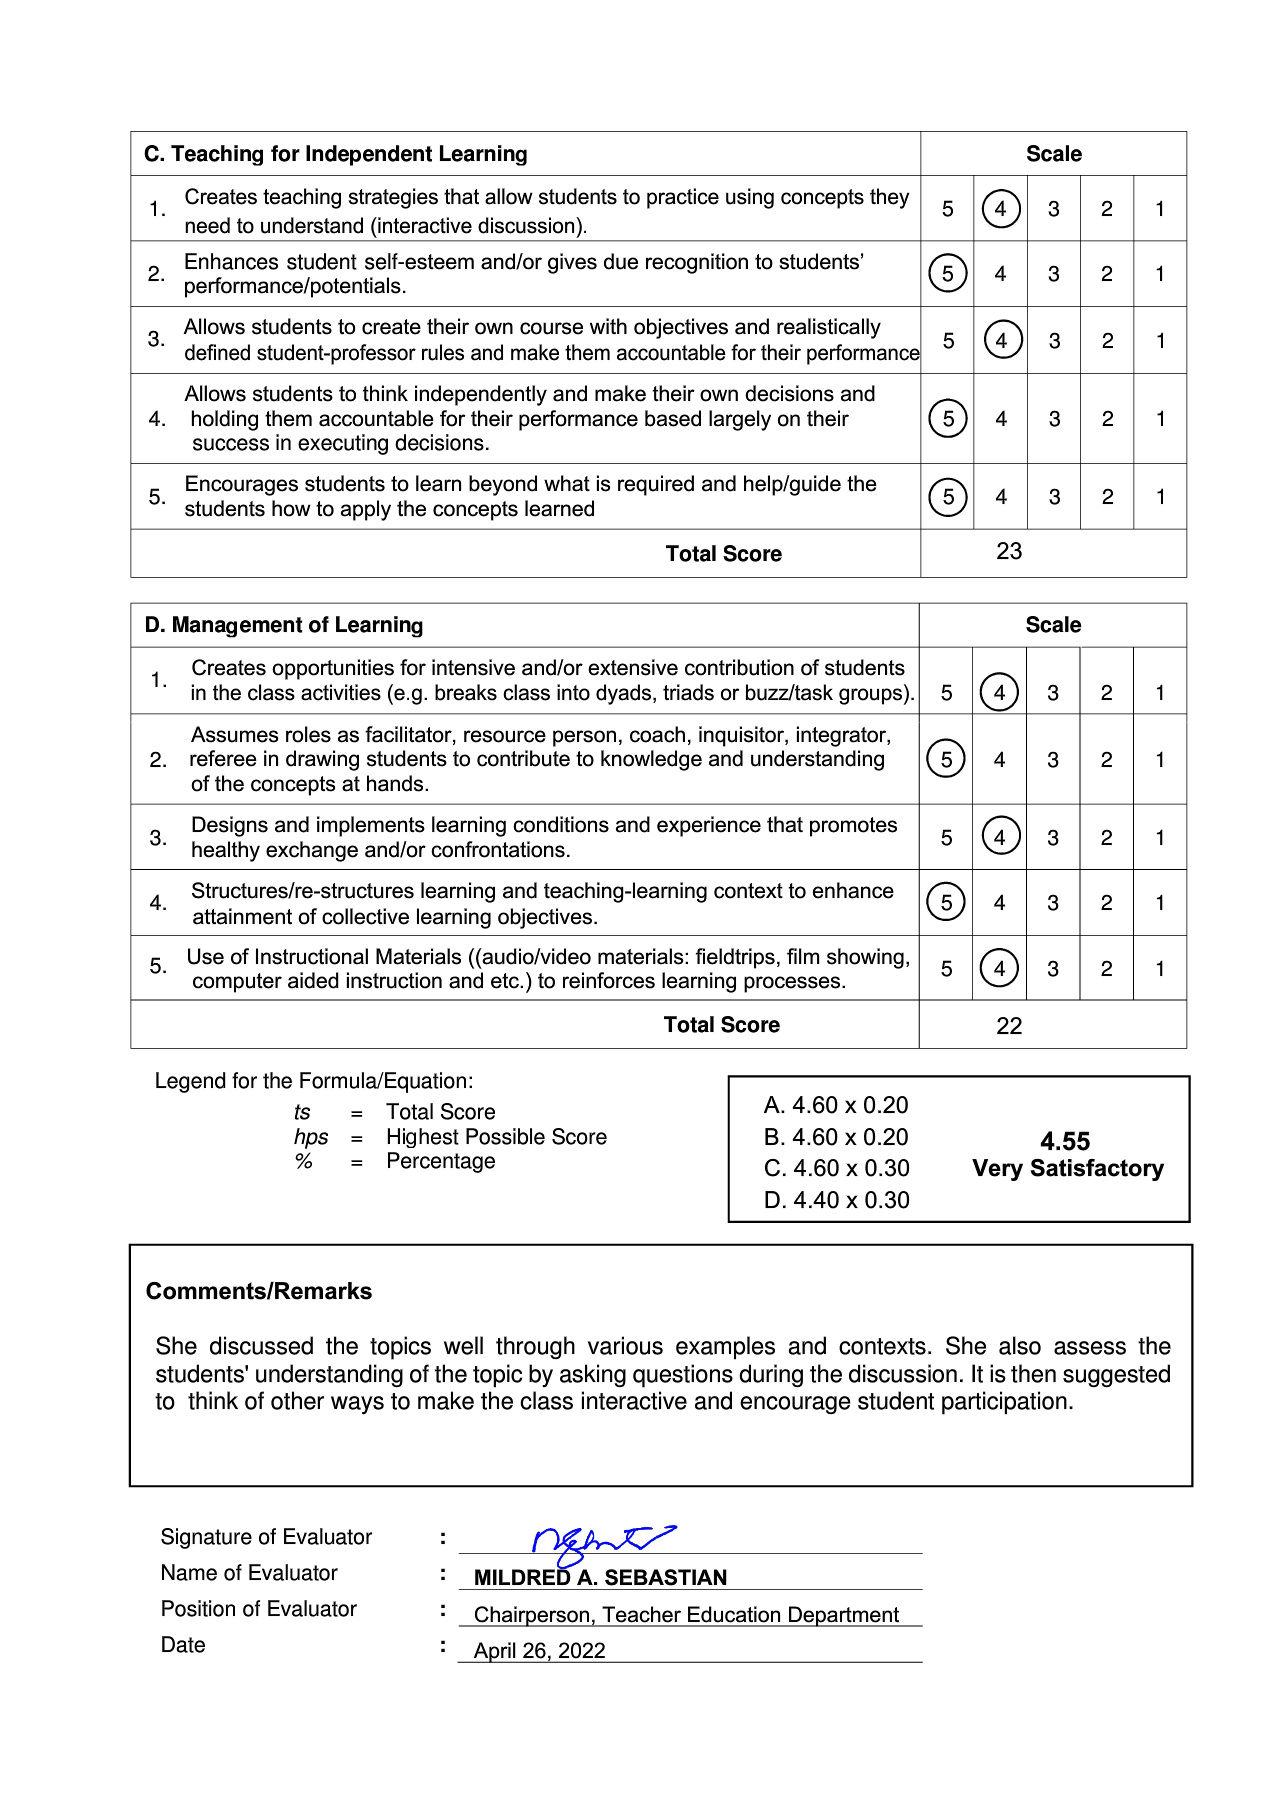 C. Teaching for Independent Learning Scale
1. Creates teaching strategies that allow students to practice using concepts they
need to understand (interactive discussion). 5 4 3 2 1
2. Enhances student self-esteem and/or gives due recognition to students’
performance/potentials. 5 4 3 2 1
3. Allows students to create their own course with objectives and realistically
defined student-professor rules and make them accountable for their performance 5 4 3 2 1
4. Allows students to think independently and make their own decisions and
holding them accountable for their performance based largely on their 5 4 3 2 1
success in executing decisions.
5. Encourages students to learn beyond what is required and help/guide the
students how to apply the concepts learned 5 4 3 2 1
Total Score 23
D. Management of Learning Scale
1. Creates opportunities for intensive and/or extensive contribution of students
in the class activities (e.g. breaks class into dyads, triads or buzz/task groups). 5 4 3 2 1
2. Assumes roles as facilitator, resource person, coach, inquisitor, integrator,
referee in drawing students to contribute to knowledge and understanding 5 4 3 2 1
of the concepts at hands.
3. Designs and implements learning conditions and experience that promotes
healthy exchange and/or confrontations. 5 4 3 2 1
4. Structures/re-structures learning and teaching-learning context to enhance
attainment of collective learning objectives. 5 4 3 2 1
5. Use of Instructional Materials ((audio/video materials: fieldtrips, film showing,
computer aided instruction and etc.) to reinforces learning processes. 5 4 3 2 1
Total Score 22
Legend for the Formula/Equation:
ts = Total Score
hps = Highest Possible Score
% = Percentage
A. 4.60 x 0.20
B. 4.60 x 0.20
C. 4.60 x 0.30
D. 4.40 x 0.30
4.55
Very Satisfactory
Comments/Remarks
She discussed the topics well through various examples and contexts. She also assess the
students' understanding of the topic by asking questions during the discussion. It is then suggested
to think of other ways to make the class interactive and encourage student participation.
Signature of Evaluator :
Name of Evaluator : MILDRED A. SEBASTIAN
Position of Evaluator : Chairperson, Teacher Education Department
Date : April 26, 2022